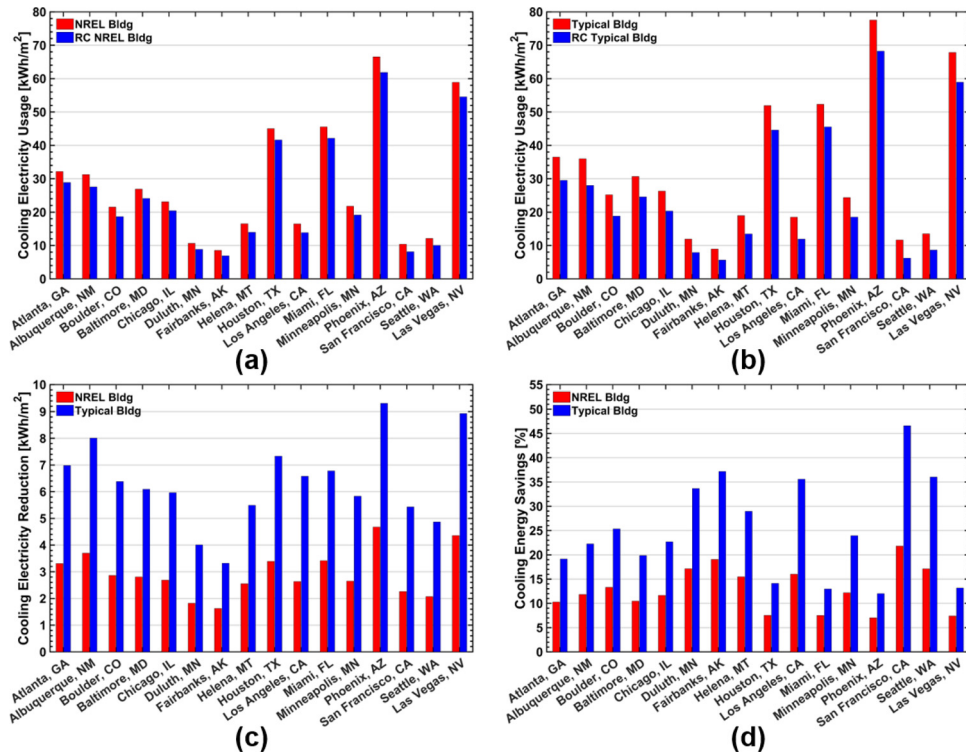 NREL Bldg
RC NREL Bldg
Cooling Electricity Usage [kWh/m²]
80
70
60
50
40
30
20
10
0
Atlanta, GA
Albuquerque, NM
Boulder, CO
Baltimore, MD
Chicago, IL
Duluth, MN
Fairbanks, AK
Helena, MT
Houston, TX
Los Angeles, CA
Miami, FL
Minneapolis, MN
Phoenix, AZ
San Francisco, CA
Seattle, WA
Las Vegas, NV
(a)
Typical Bldg
RC Typical Bldg
Cooling Electricity Usage [kWh/m²]
80
70
60
50
40
30
20
10
0
Atlanta, GA
Albuquerque, NM
Boulder, CO
Baltimore, MD
Chicago, IL
Duluth, MN
Fairbanks, AK
Helena, MT
Houston, TX
Los Angeles, CA
Miami, FL
Minneapolis, MN
Phoenix, AZ
San Francisco, CA
Seattle, WA
Las Vegas, NV
(b)
NREL Bldg
Typical Bldg
Cooling Electricity Reduction [kWh/m²]
10
9
8
7
6
5
4
3
2
1
0
Atlanta, GA
Albuquerque, NM
Boulder, CO
Baltimore, MD
Chicago, IL
Duluth, MN
Fairbanks, AK
Helena, MT
Houston, TX
Los Angeles, CA
Miami, FL
Minneapolis, MN
Phoenix, AZ
San Francisco, CA
Seattle, WA
Las Vegas, NV
(c)
NREL Bldg
Typical Bldg
Cooling Energy Savings [%]
55
50
45
40
35
30
25
20
15
10
5
0
Atlanta, GA
Albuquerque, NM
Boulder, CO
Baltimore, MD
Chicago, IL
Duluth, MN
Firbanks, AK
Helena, MT
Houston, TX
Los Angeles, CA
Miami, FL
Minneapolis, MN
Phoenix, AZ
San Francisco, CA
Seattle, WA
Las Vegas, NV
(d)